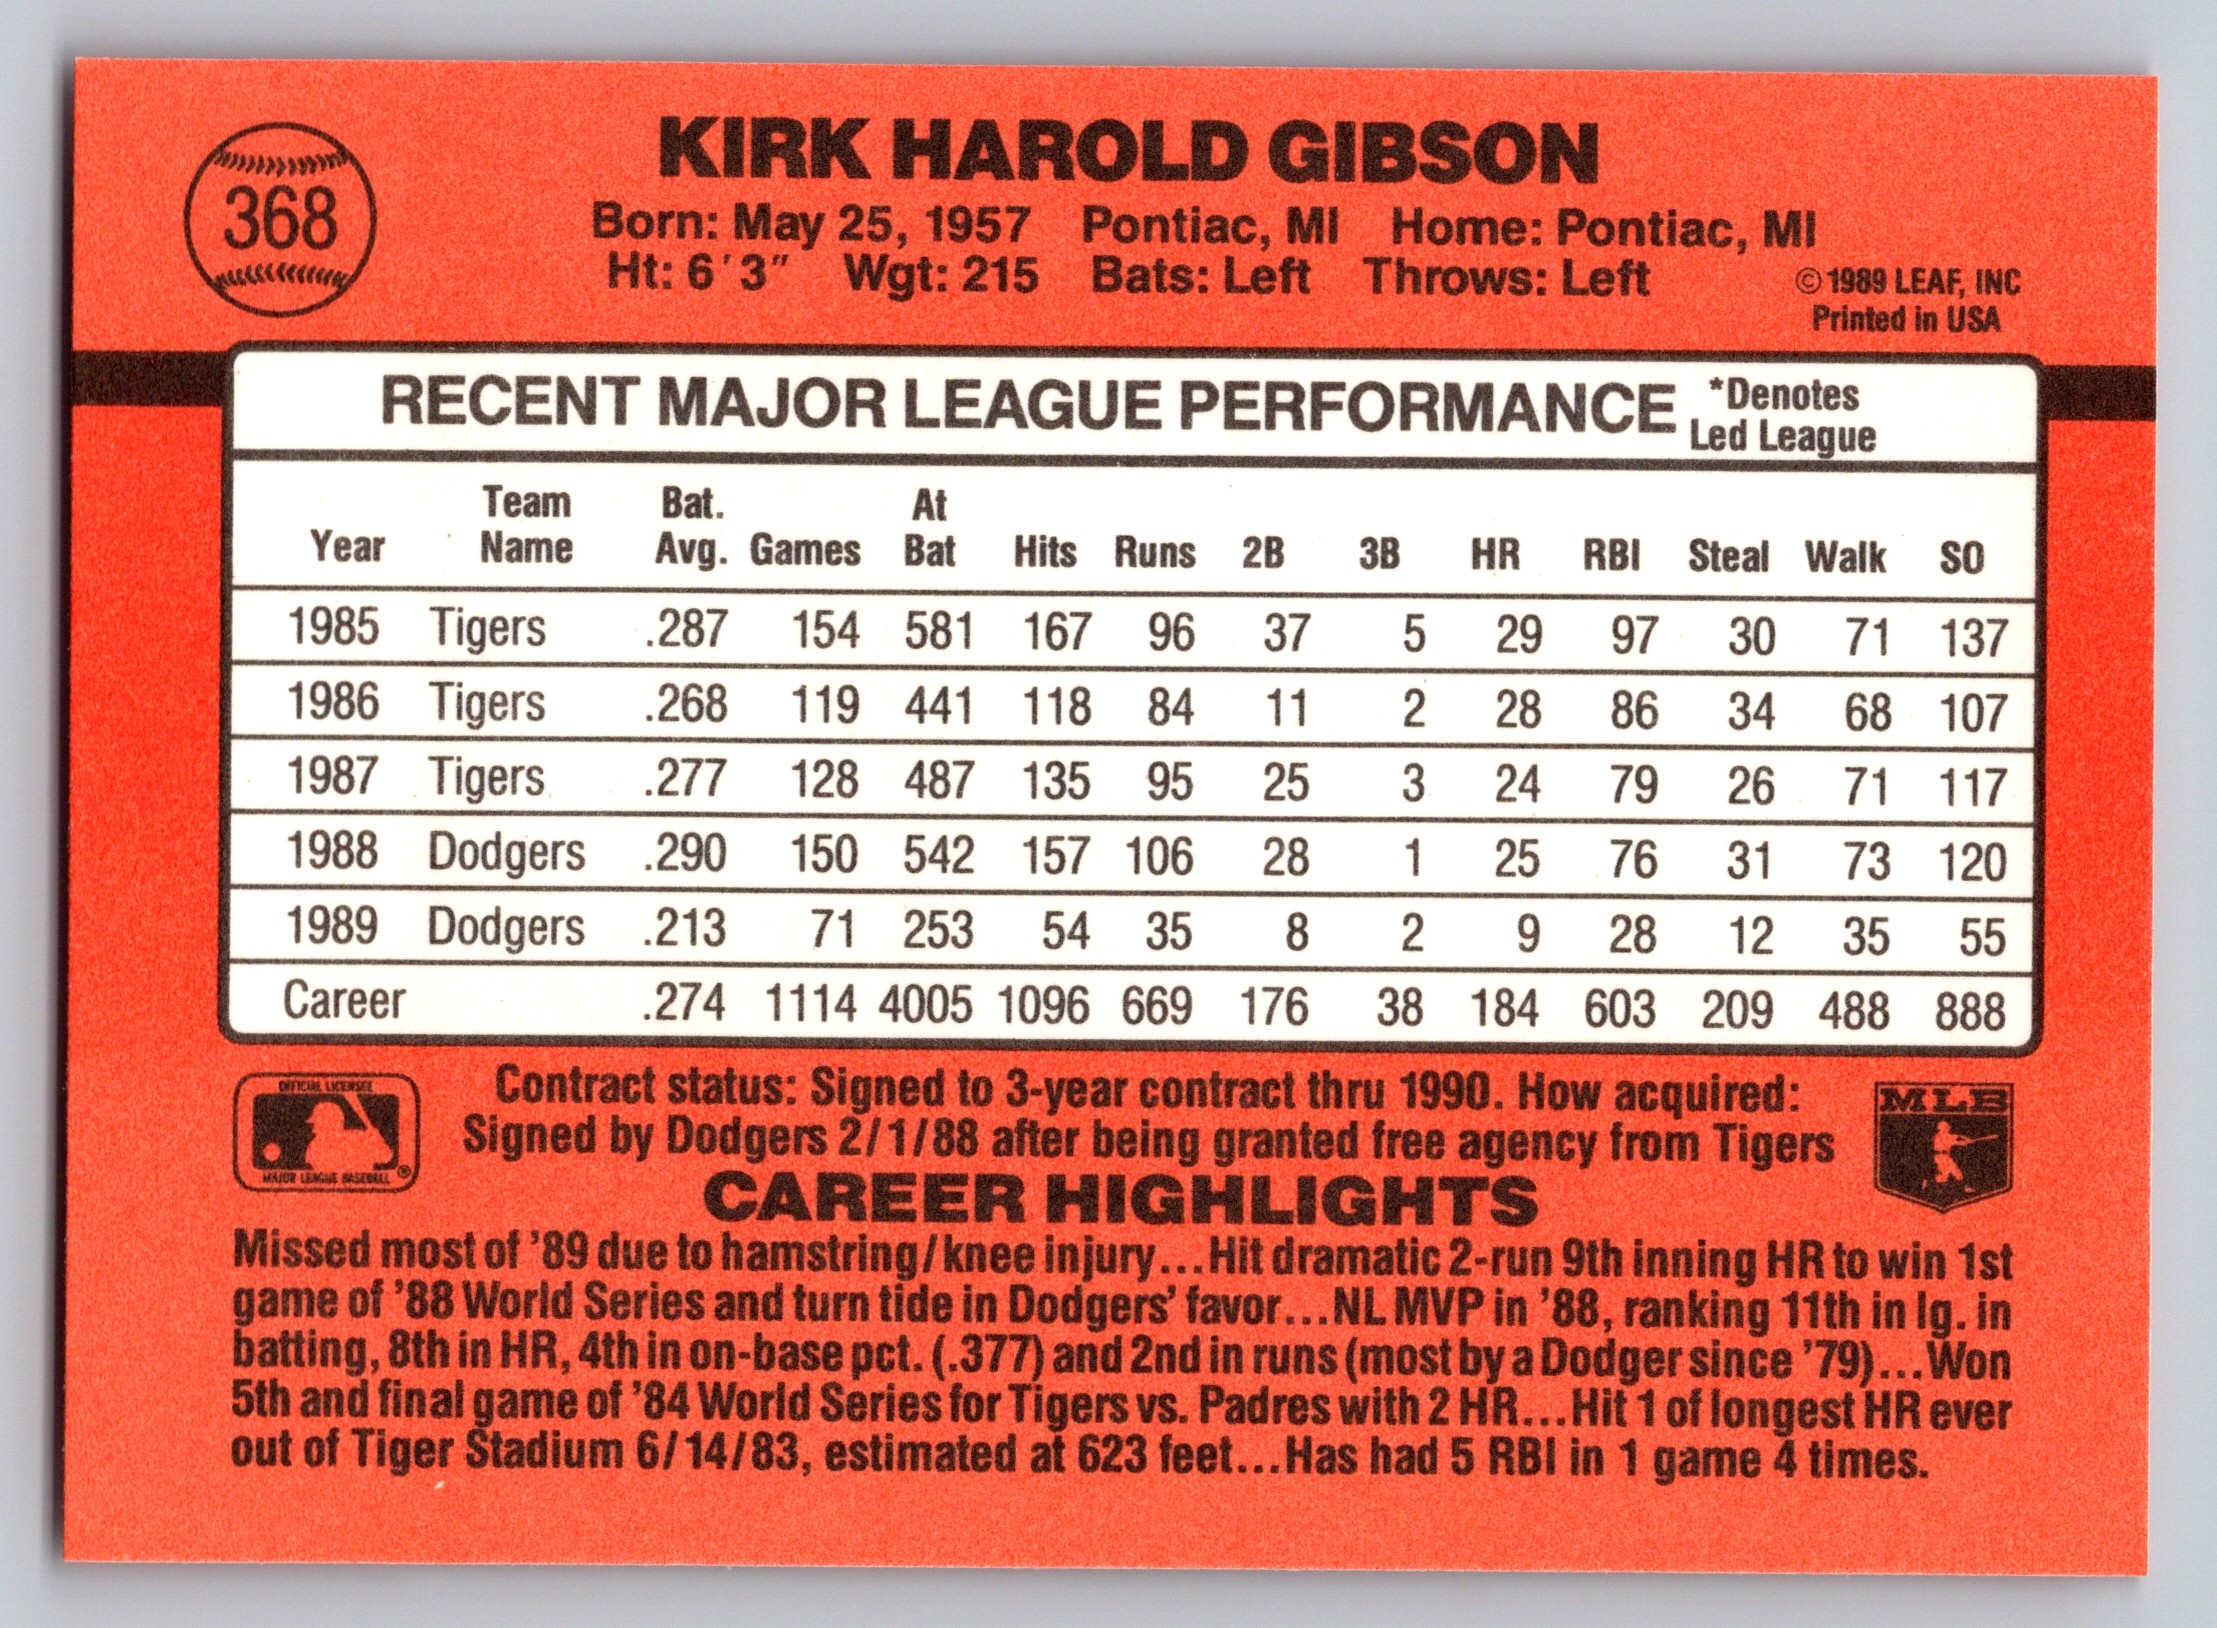 368
KIRK HAROLD GIBSON
Born: May 25, 1957 Pontiac, MI Home: Pontiac, MI
Ht: 6'3" Wgt: 215 Bats: Left Throws: Left
©1989 LEAF, INC
Printed in USA
RECENT MAJOR LEAGUE PERFORMANCE *Denotes Led League
Year Team Name Bat. Avg. Games At Bat Hits Runs 2B 3B HR RBI Steal Walk SO
1985 Tigers .287 154 581 167 96 37 5 29 97 30 71 137
1986 Tigers .268 119 441 118 84 11 2 28 86 34 68 107
1987 Tigers .277 128 487 135 95 25 3 24 79 26 71 117
1988 Dodgers .290 150 542 157 106 28 1 25 76 31 73 120
1989 Dodgers .213 71 253 54 35 8 2 9 28 12 35 55
Career .274 1114 4005 1096 669 176 38 184 603 209 488 888
OFFICIAL LICENSEE
MAJOR LEAGUE BASEBALL®
Contract status: Signed to 3-year contract thru 1990. How acquired:
Signed by Dodgers 2/1/88 after being granted free agency from Tigers
MLB
CAREER HIGHLIGHTS
Missed most of '89 due to hamstring/knee injury...Hit dramatic 2-run 9th inning HR to win 1st
game of '88 World Series and turn tide in Dodgers' favor...NL MVP in '88, ranking 11th in lg. in
batting, 8th in HR, 4th in on-base pct. (.377) and 2nd in runs (most by a Dodger since '79)...Won
5th and final game of '84 World Series for Tigers vs. Padres with 2 HR...Hit 1 of longest HR ever
out of Tiger Stadium 6/14/83, estimated at 623 feet...Has had 5 RBI in 1 game 4 times.